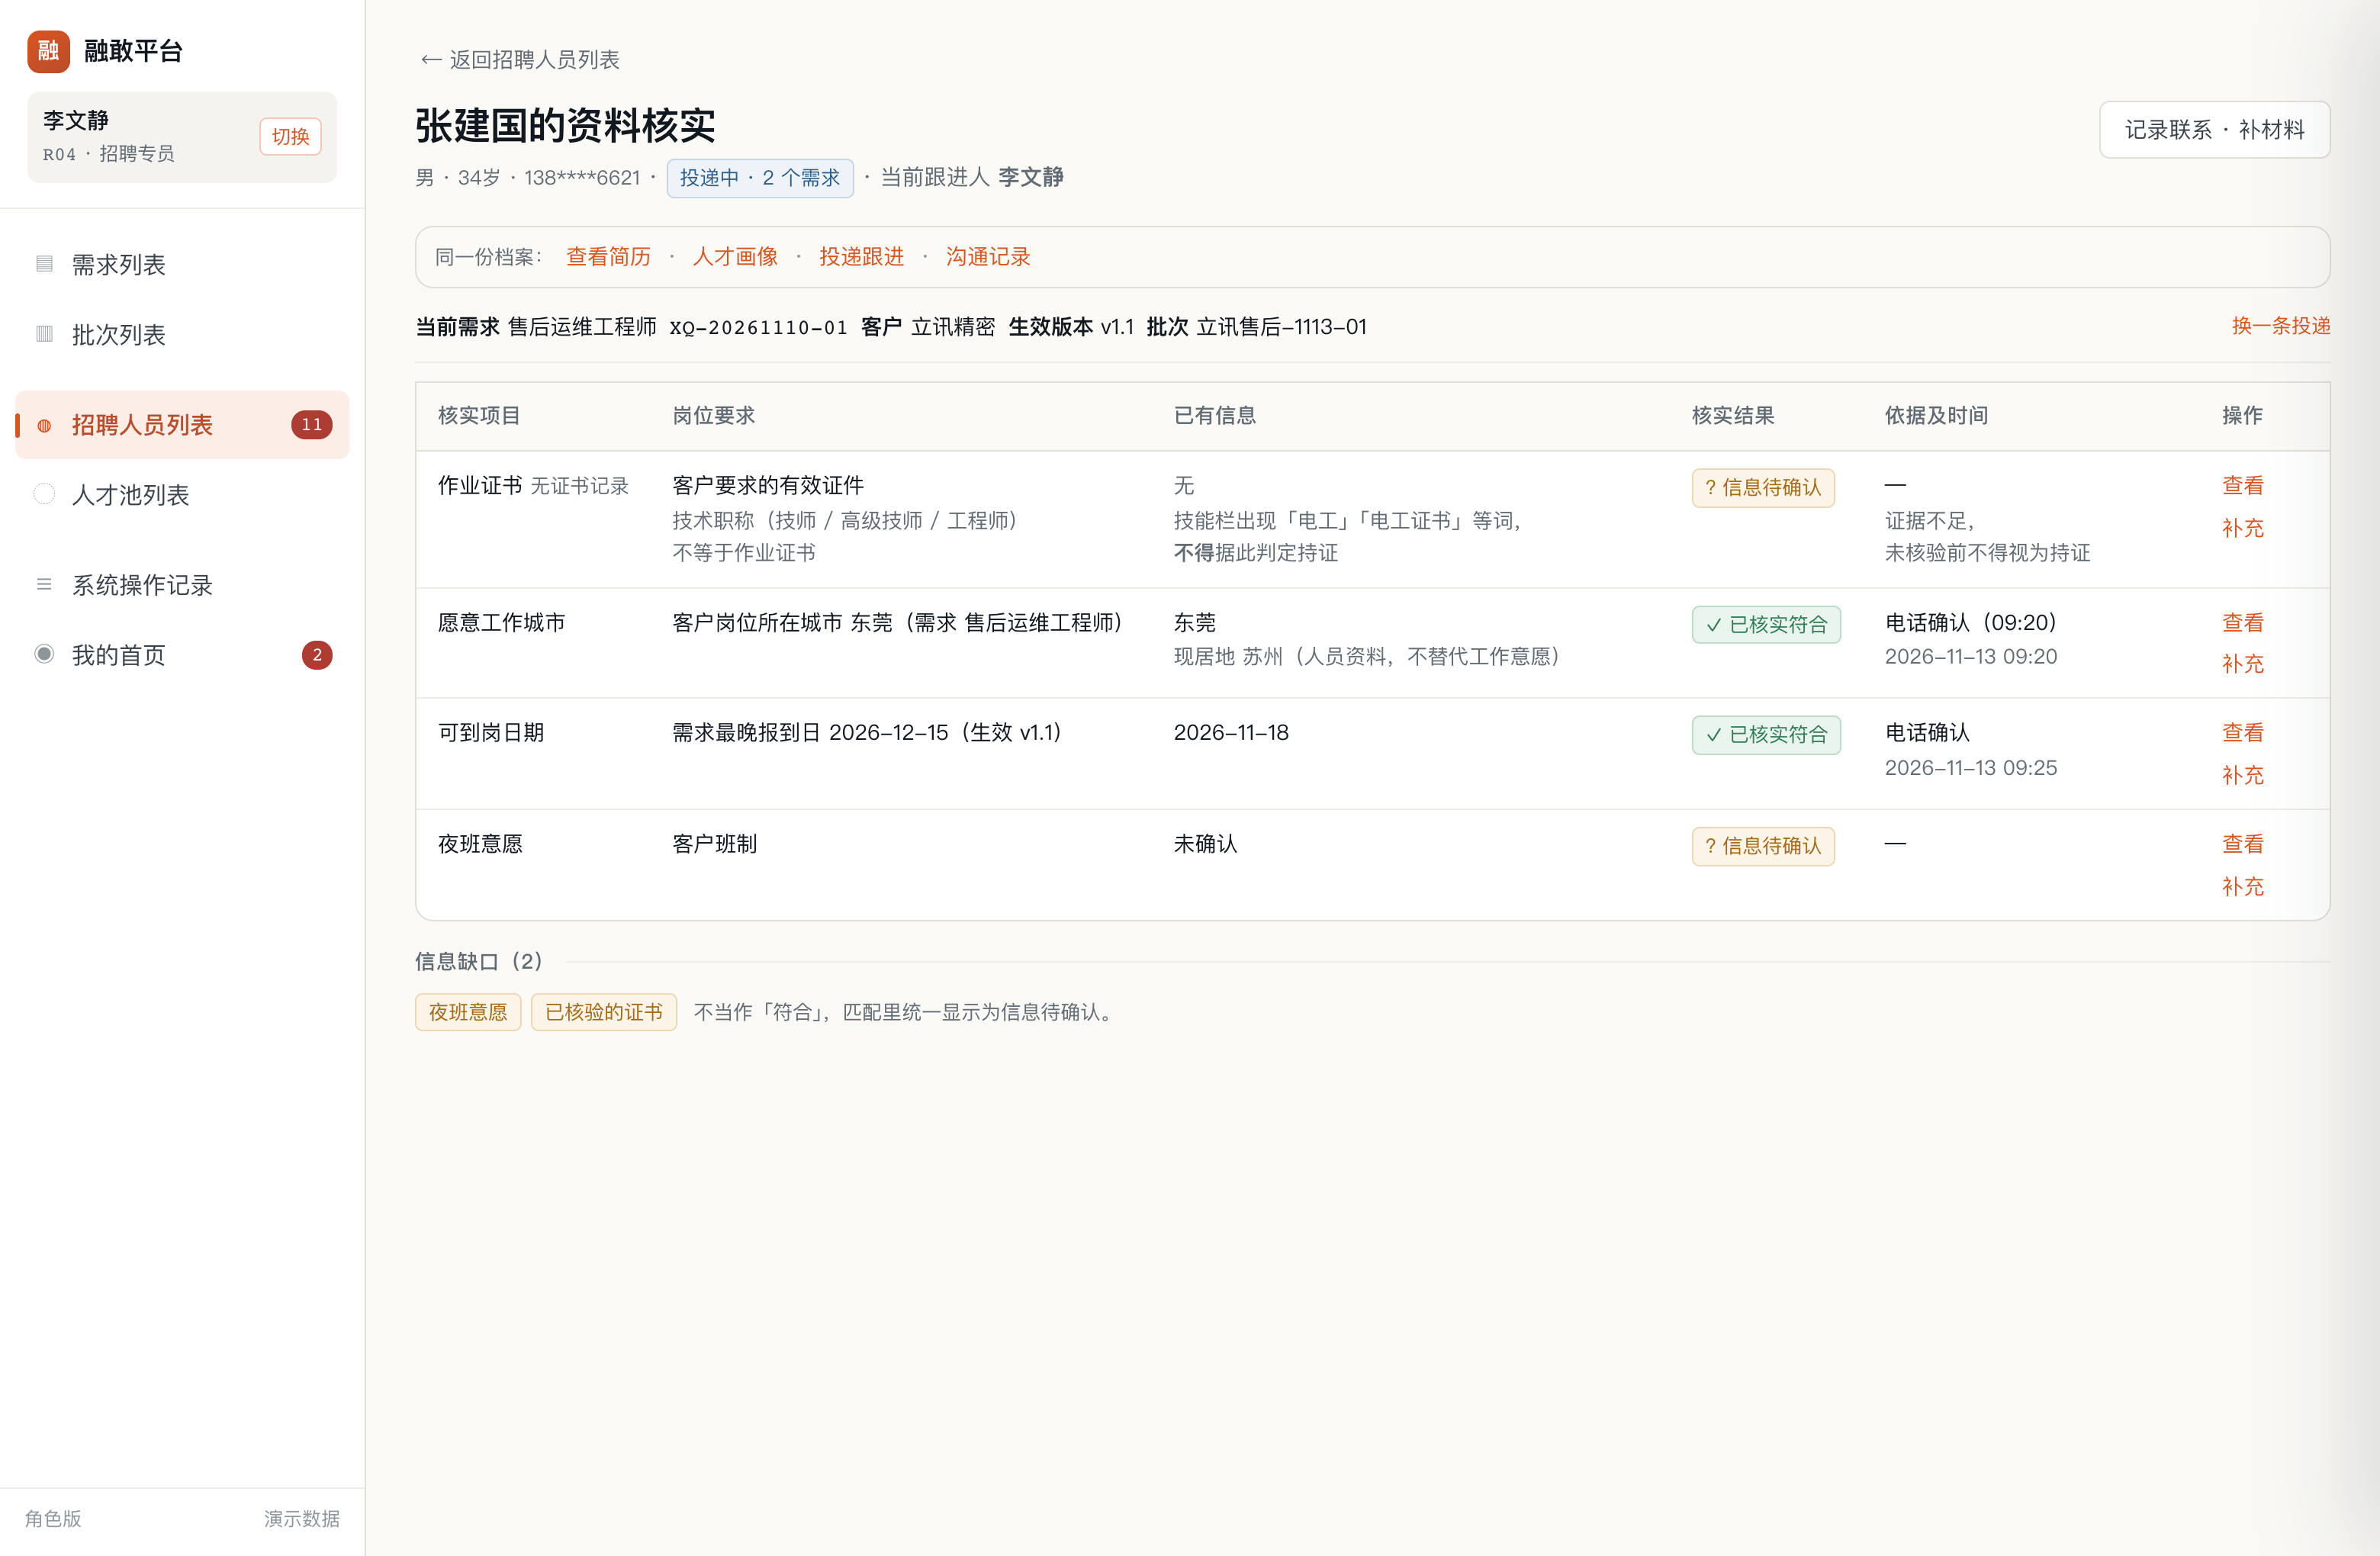 融 融敢平台
李文静
R04 · 招聘专员
切换
需求列表
批次列表
招聘人员列表 11
人才池列表
系统操作记录
我的首页 2
角色版 演示数据
← 返回招聘人员列表
张建国的资料核实
记录联系 · 补材料
男 · 34岁 · 138****6621 · 投递中 · 2 个需求 · 当前跟进人 李文静
同一份档案： 查看简历 · 人才画像 · 投递跟进 · 沟通记录
当前需求 售后运维工程师 XQ-20261110-01 客户 立讯精密 生效版本 v1.1 批次 立讯售后-1113-01 换一条投递
核实项目 岗位要求 已有信息 核实结果 依据及时间 操作
作业证书 无证书记录 客户要求的有效证件 无 ? 信息待确认 — 查看
技术职称（技师 / 高级技师 / 工程师） 技能栏出现「电工」「电工证书」等词， 证据不足， 补充
不等于作业证书 不得据此判定持证 未核验前不得视为持证
愿意工作城市 客户岗位所在城市 东莞（需求 售后运维工程师） 东莞 ✓ 已核实符合 电话确认（09:20） 查看
现居地 苏州（人员资料，不替代工作意愿） 2026-11-13 09:20 补充
可到岗日期 需求最晚报到日 2026-12-15（生效 v1.1） 2026-11-18 ✓ 已核实符合 电话确认 查看
2026-11-13 09:25 补充
夜班意愿 客户班制 未确认 ? 信息待确认 — 查看
补充
信息缺口（2）
夜班意愿 已核验的证书 不当作「符合」，匹配里统一显示为信息待确认。